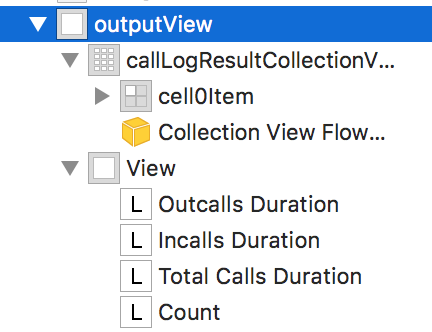 outputView
callLogResultCollectionV...
cell0Item
Collection View Flow...
View
L Outcalls Duration
L Incalls Duration
L Total Calls Duration
L Count